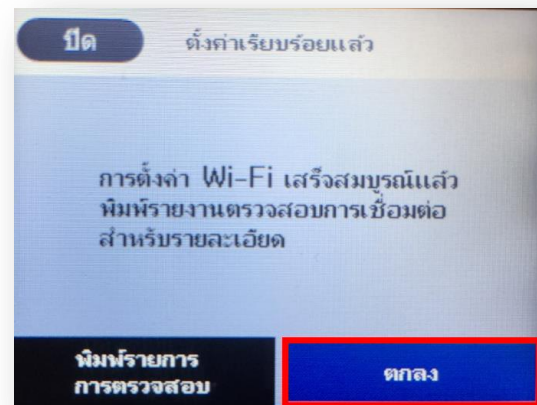 ปิด
ตั้งค่าเรียบร้อยแล้ว
การตั้งค่า Wi-Fi เสร็จสมบูรณ์แล้ว
พิมพ์รายงานตรวจสอบการเชื่อมต่อ
สำหรับรายละเอียด
พิมพ์รายการ
การตรวจสอบ
ตกลง